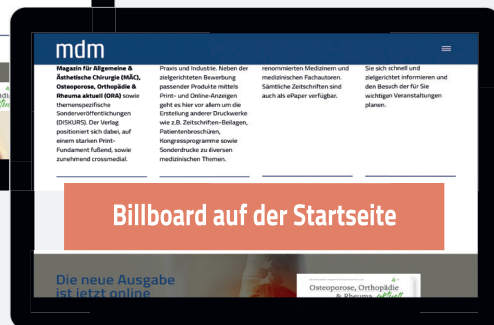 mdm
Magazin für Allgemeine &
Ästhetische Chirurgie (MÄC),
Osteoporose, Orthopädie &
Rheuma aktuell (ORA) sowie
themenspezifische
Sonderveröffentlichungen
(DISKURS). Der Verlag
positioniert sich dabei, auf
einem starken Print-
Fundament fußend, sowie
zunehmend crossmedial.
Praxis und Industrie. Neben der
zielgerichteten Bewerbung
passender Produkte mittels
Print- und Online-Anzeigen
geht es hier vor allem um die
Erstellung anderer Druckwerke
wie z.B. Zeitschriften-Beilagen,
Patientenbroschüren,
Kongressprogramme sowie
Sonderdrucke zu diversen
medizinischen Themen.
renommierten Medizinern und
medizinischen Fachautoren.
Sämtliche Zeitschriften sind
auch als ePaper verfügbar.
Sie sich schnell und
zielgerichtet informieren und
den Besuch der für Sie
wichtigen Veranstaltungen
planen.
Billboard auf der Startseite
Die neue Ausgabe
ist jetzt online
Osteoporose, Orthopädie
& Rheuma aktuell